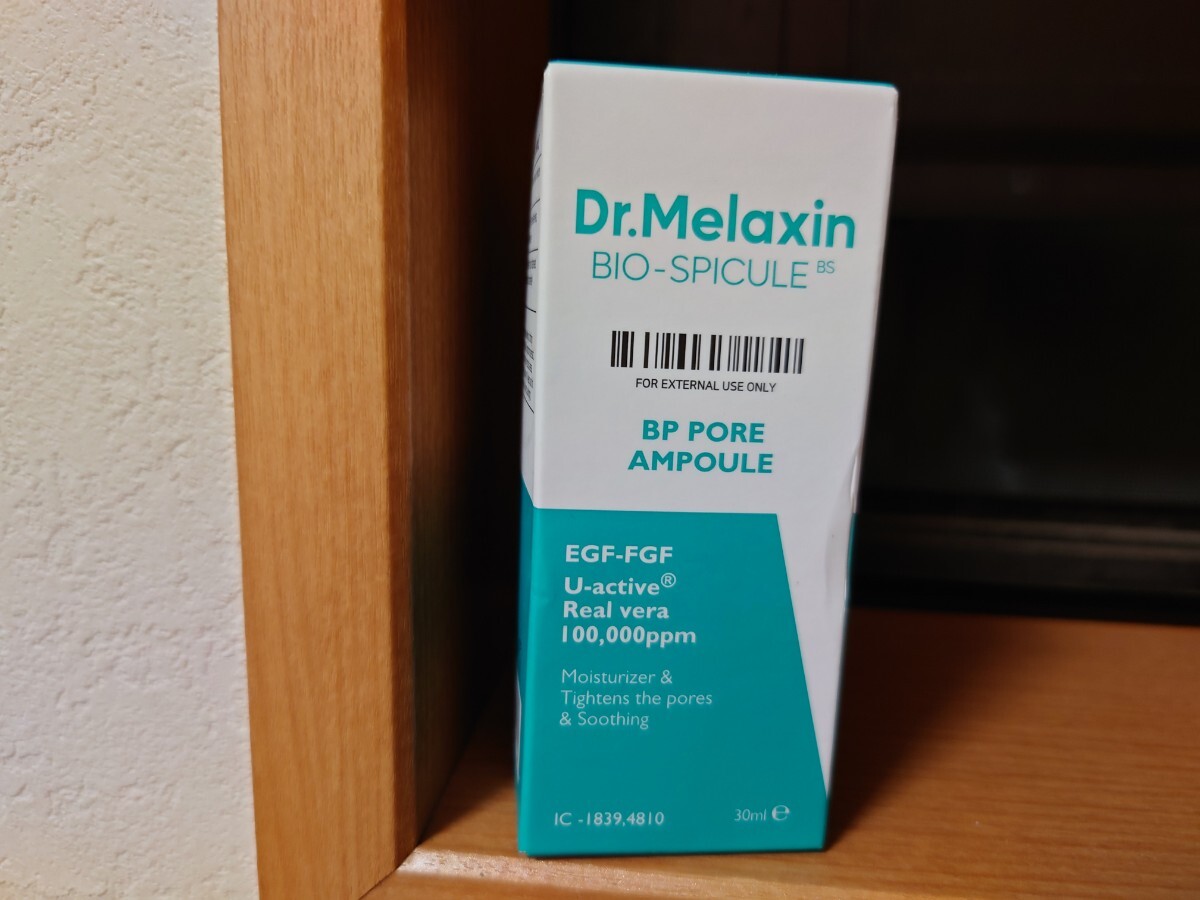 Dr.Melaxin
BIO-SPICULE BS
FOR EXTERNAL USE ONLY
BP PORE
AMPOULE
EGF-FGF
U-active®
Real vera
100,000ppm
Moisturizer &
Tightens the pores
& Soothing
IC -1839,4810
30ml ℮